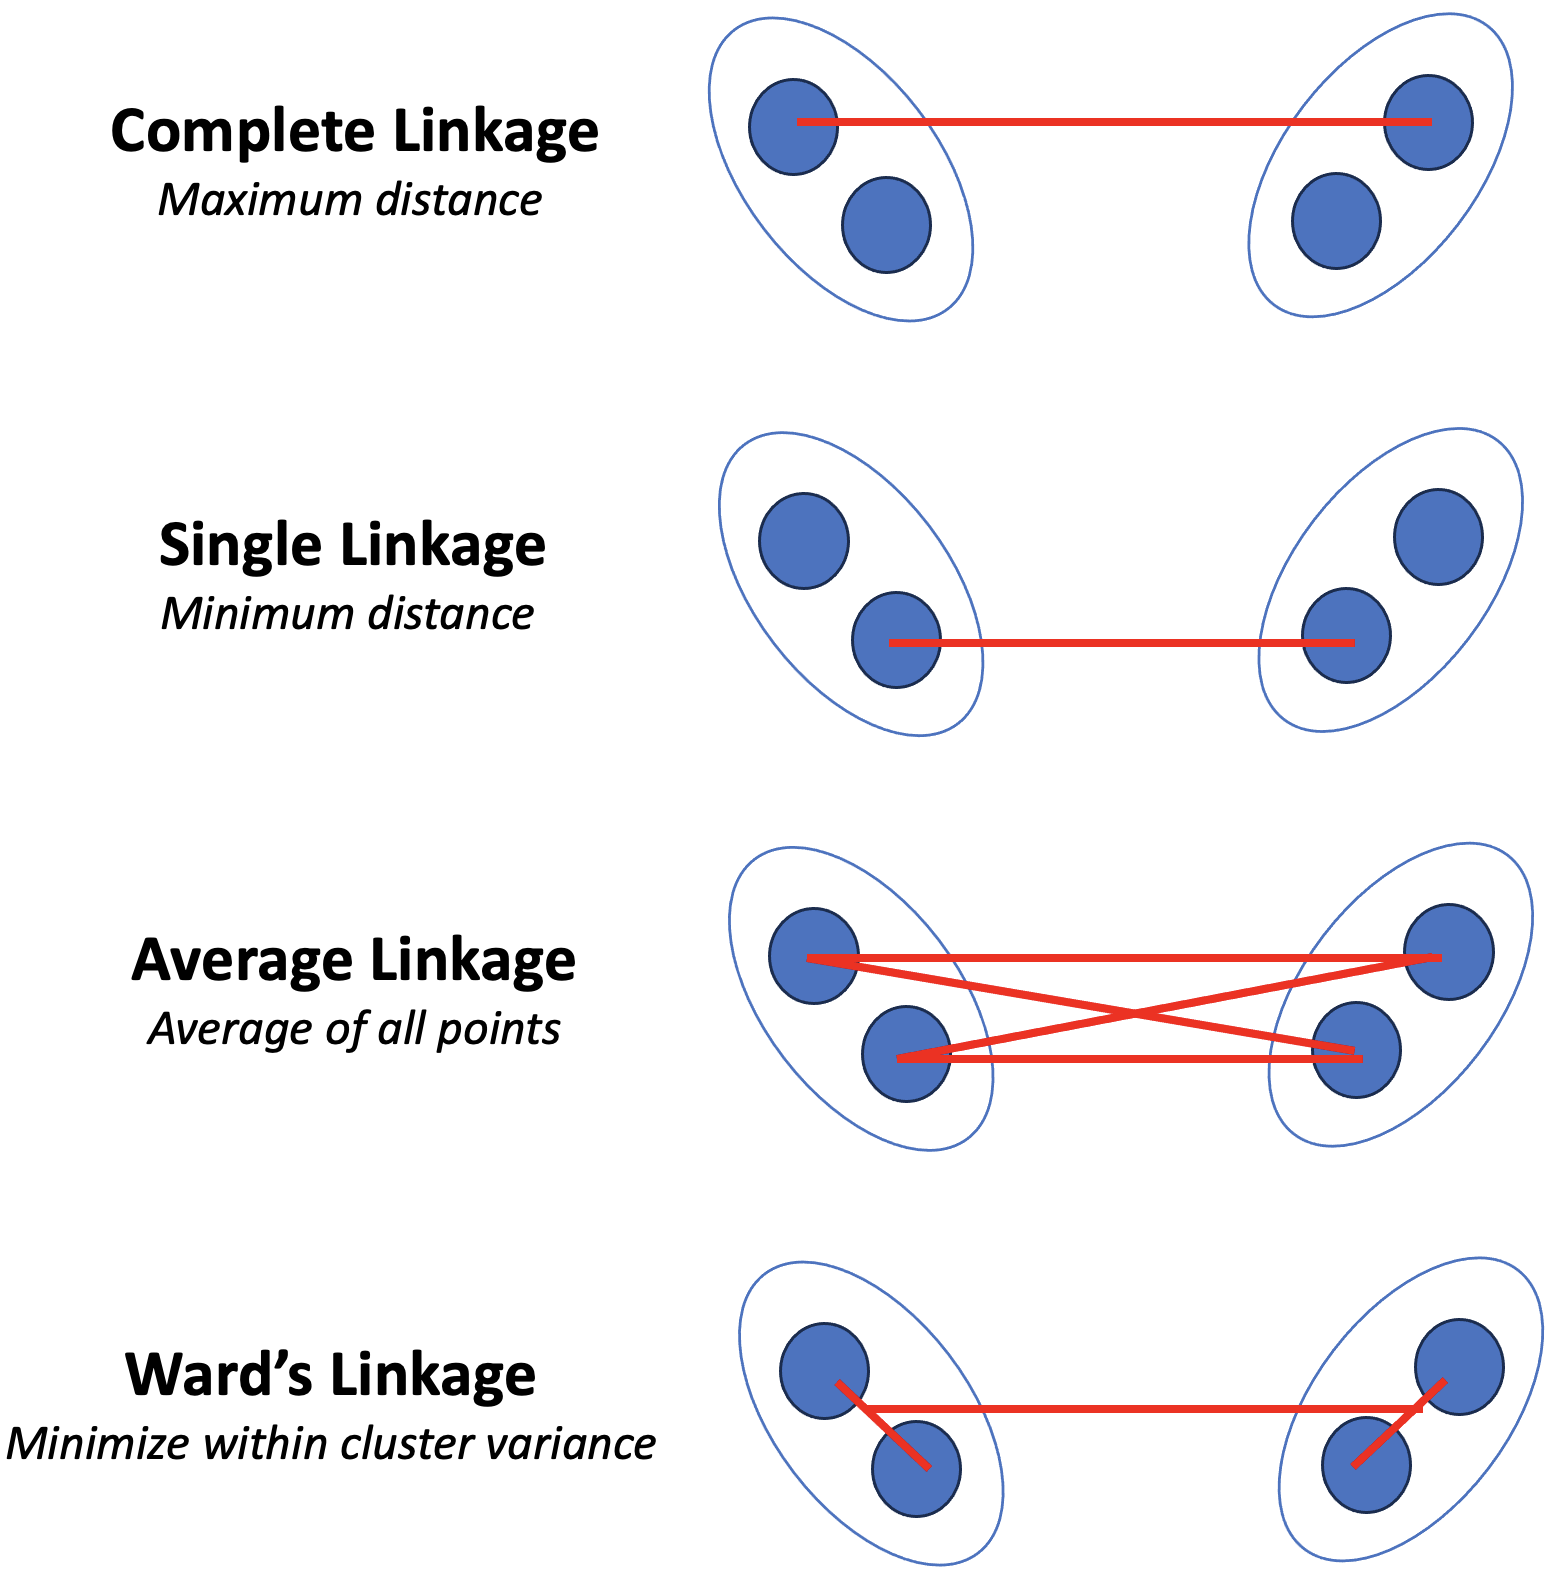 Complete Linkage
Maximum distance
Single Linkage
Minimum distance
Average Linkage
Average of all points
Ward’s Linkage
Minimize within cluster variance